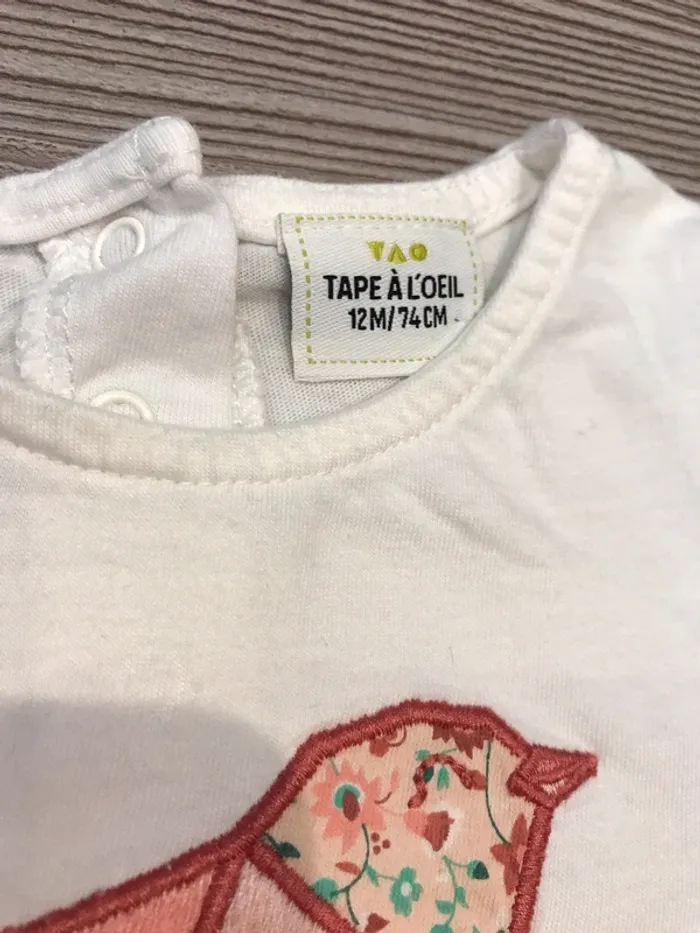 TAO
TAPE À L'OEIL
12M/74CM